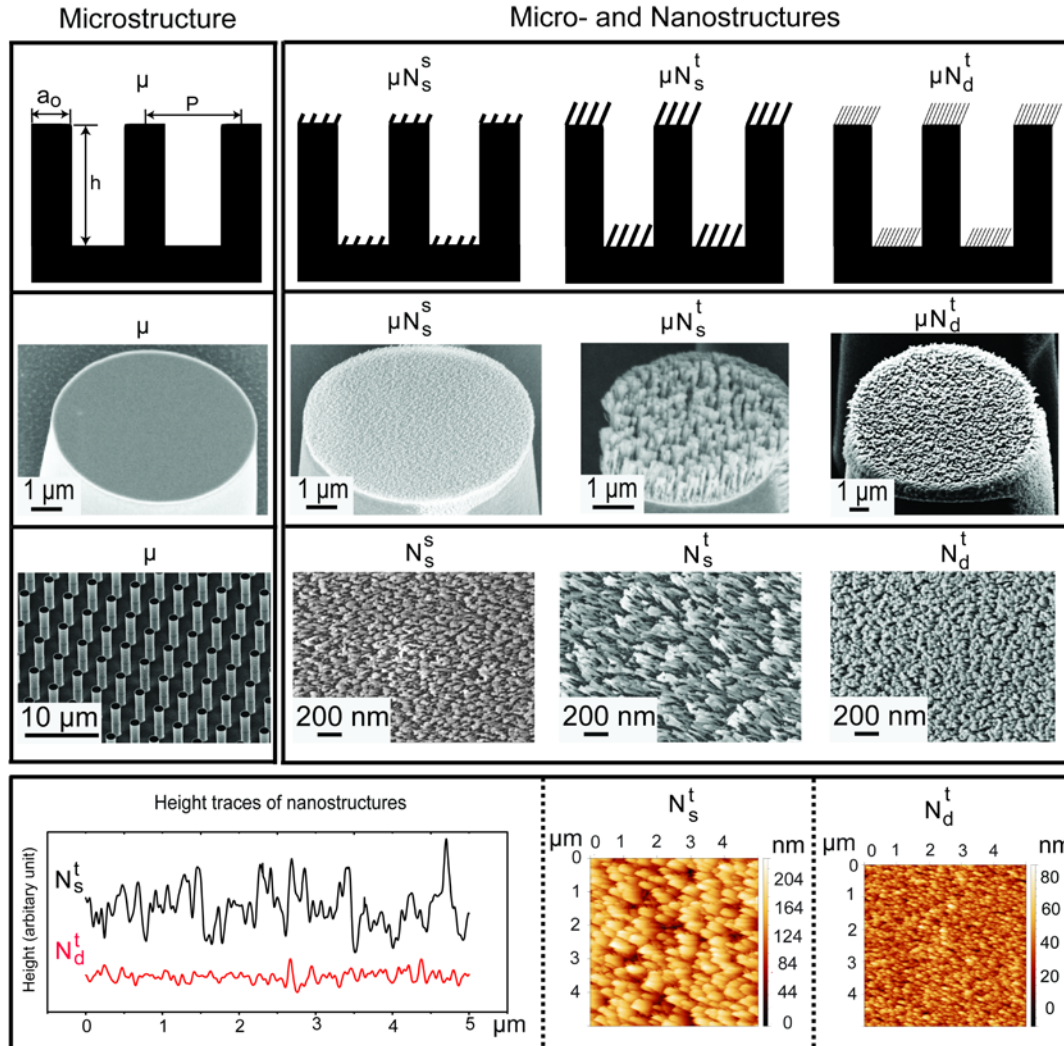 Microstructure
Micro- and Nanostructures
μ
μN_s^s
μN_s^t
μN_d^t
a_o
P
h
μ
μN_s^s
μN_s^t
μN_d^t
1 μm
1 μm
1 μm
1 μm
μ
N_s^s
N_s^t
N_d^t
10 μm
200 nm
200 nm
200 nm
Height traces of nanostructures
Height (arbitary unit)
N_s^t
N_d^t
0 1 2 3 4 5 μm
N_s^t
μm 0 1 2 3 4 nm
0
1
2
3
4
204
164
124
84
44
0
N_d^t
μm 0 1 2 3 4 nm
0
1
2
3
4
80
60
40
20
0